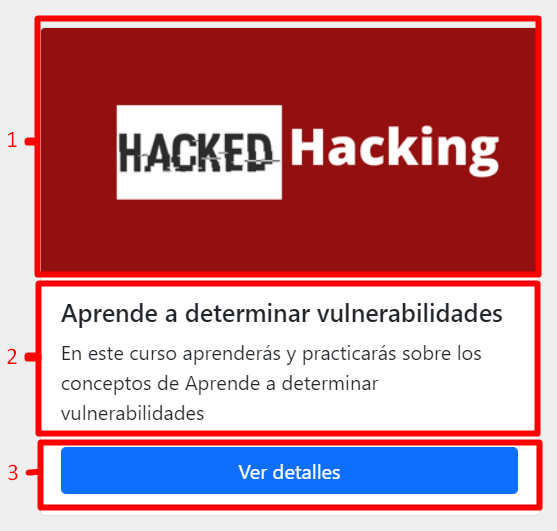 1
HACKED Hacking
2
Aprende a determinar vulnerabilidades
En este curso aprenderás y practicarás sobre los
conceptos de Aprende a determinar
vulnerabilidades
3
Ver detalles